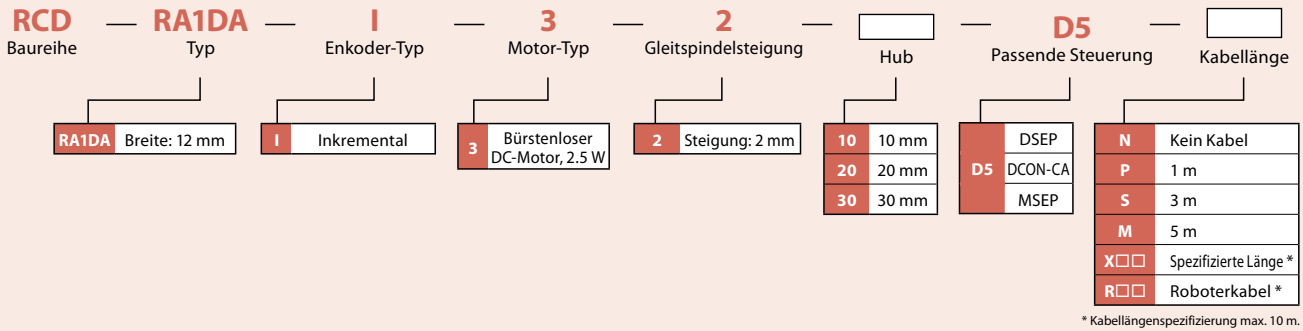 RCD — RA1DA — I — 3 — 2 — — D5 —
Baureihe Typ Enkoder-Typ Motor-Typ Gleitspindelsteigung Hub Passende Steuerung Kabellänge
RA1DA Breite: 12 mm
I Inkremental
3 Bürstenloser
DC-Motor, 2.5 W
2 Steigung: 2 mm
10 10 mm
20 20 mm
30 30 mm
D5 DSEP
DCON-CA
MSEP
N Kein Kabel
P 1 m
S 3 m
M 5 m
X□□ Spezifizierte Länge *
R□□ Roboterkabel *
* Kabellängenspezifizierung max. 10 m.